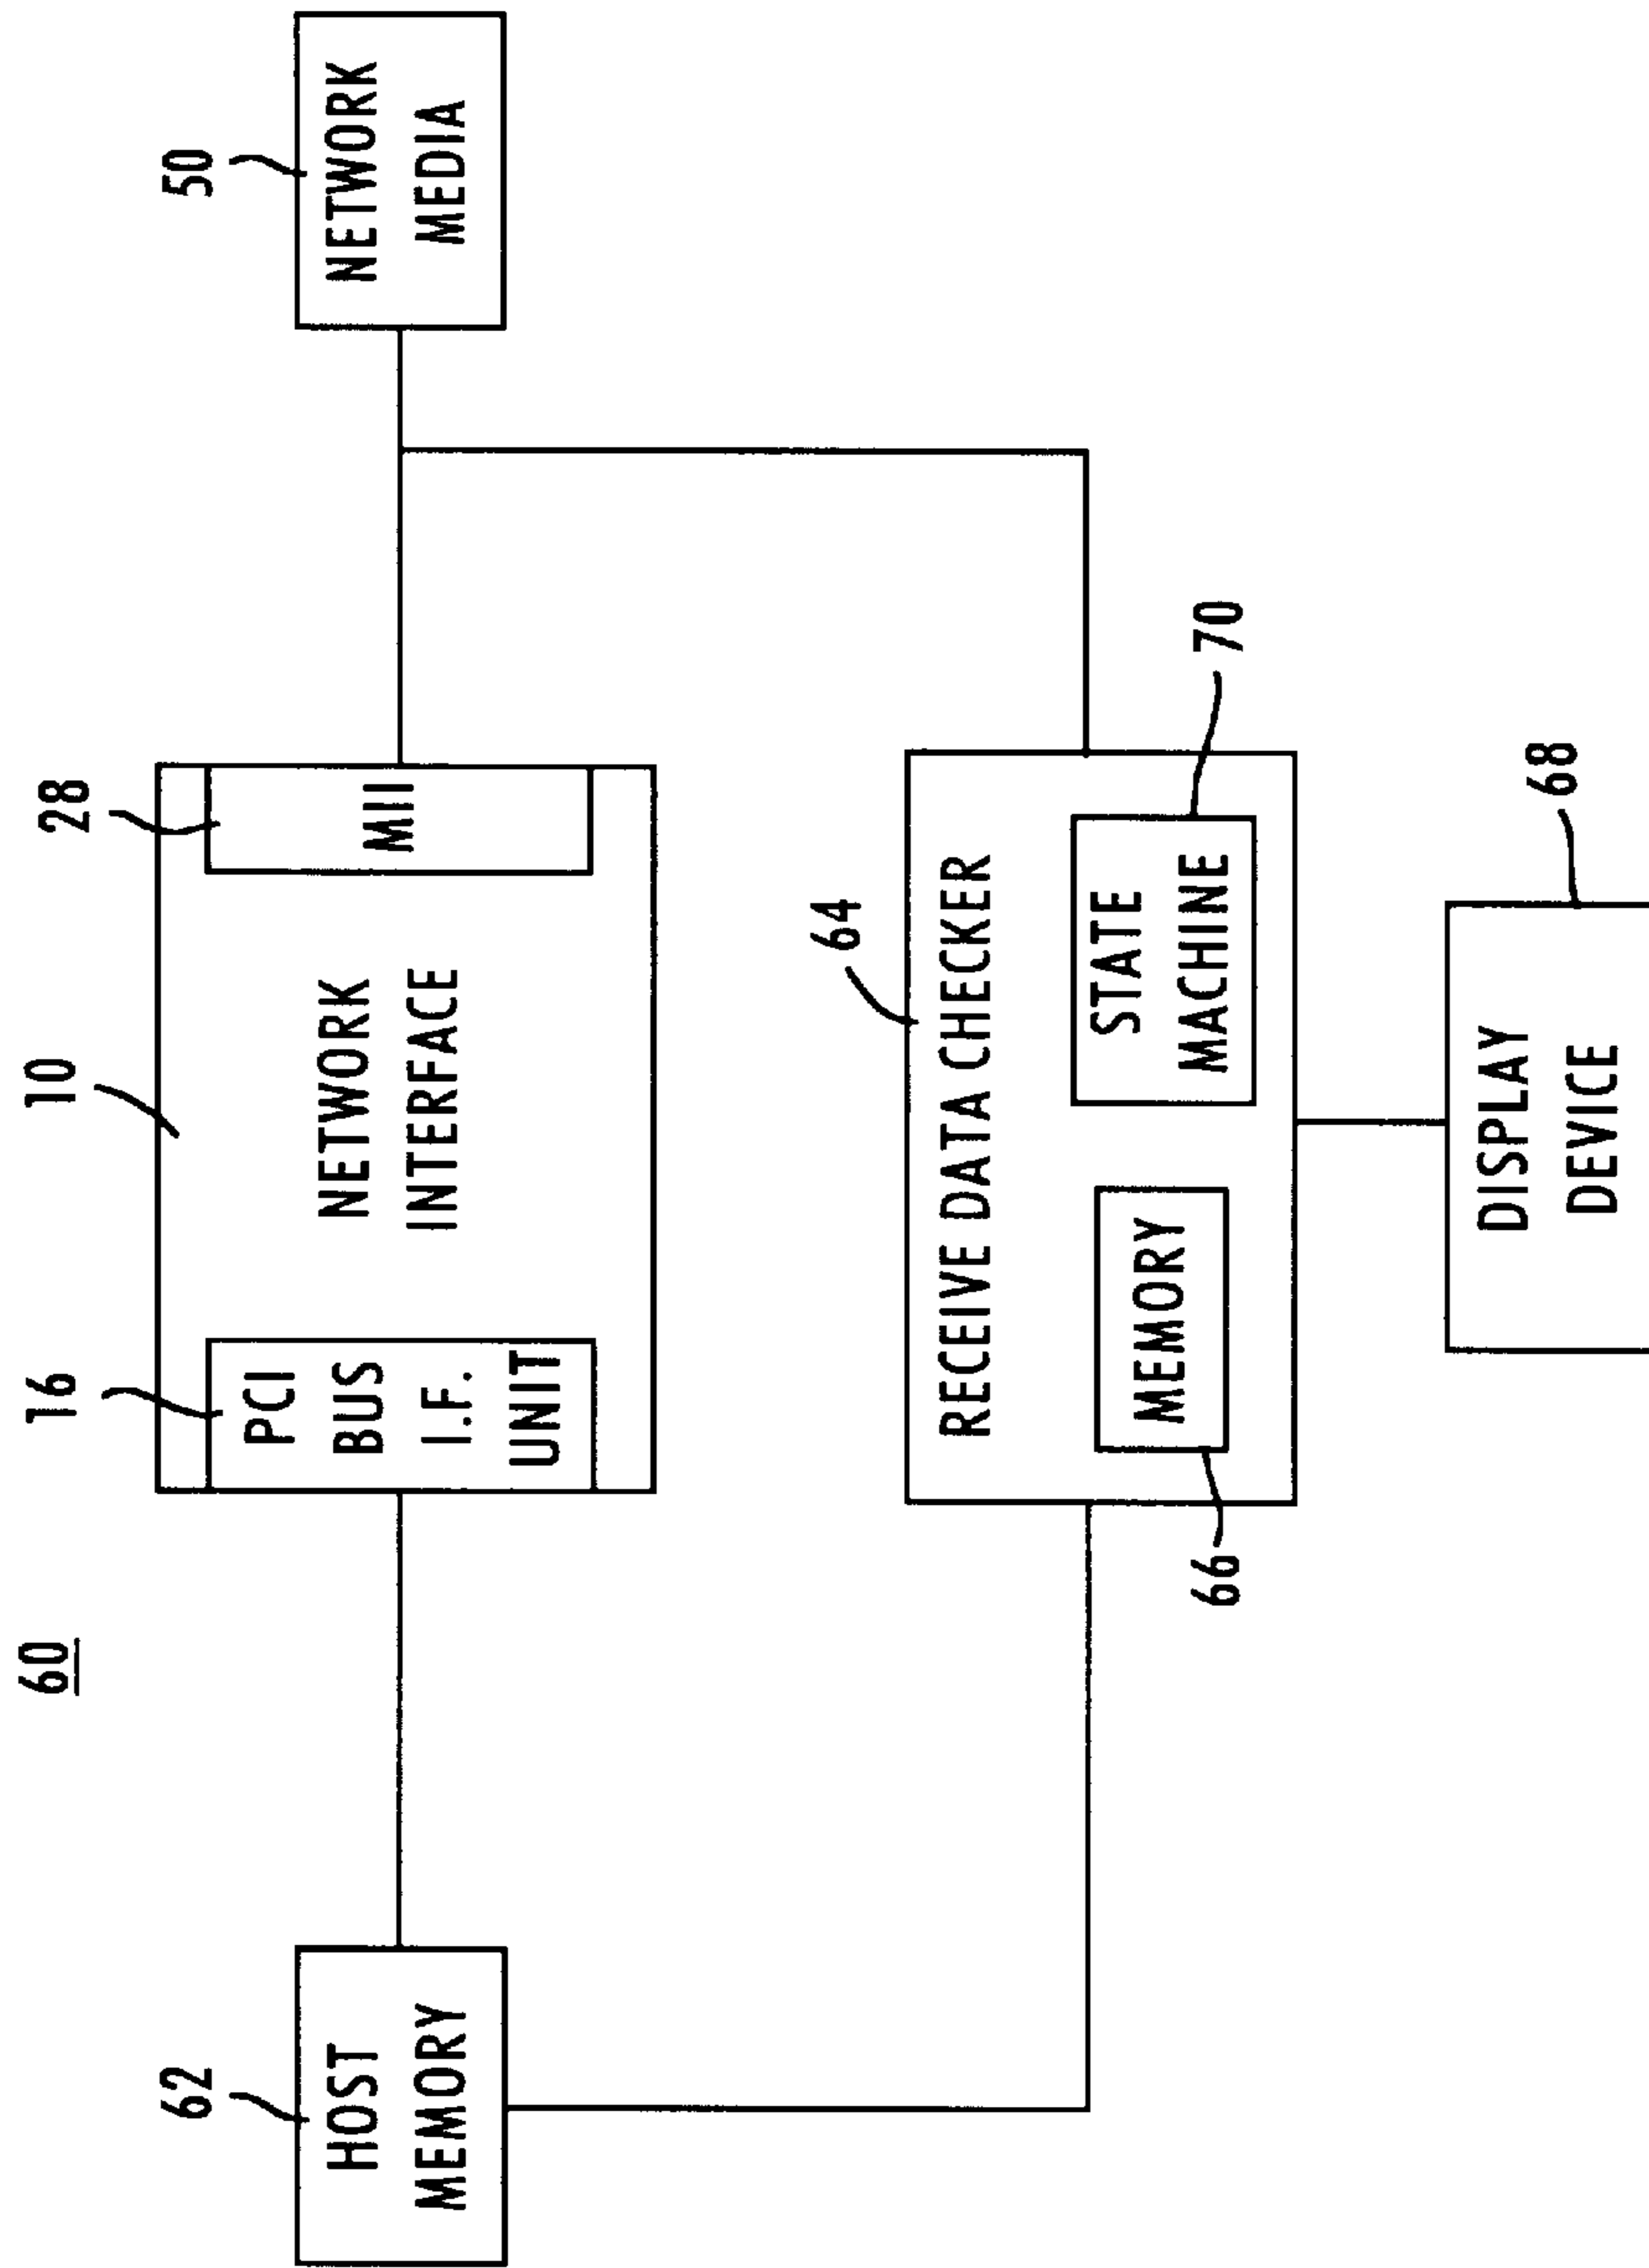 60
62
HOST
MEMORY
16
PCI
BUS
I.F.
UNIT
10
NETWORK
INTERFACE
28
MII
50
NETWORK
MEDIA
64
RECEIVE DATA CHECKER
66
MEMORY
STATE
MACHINE
70
DISPLAY
DEVICE
68